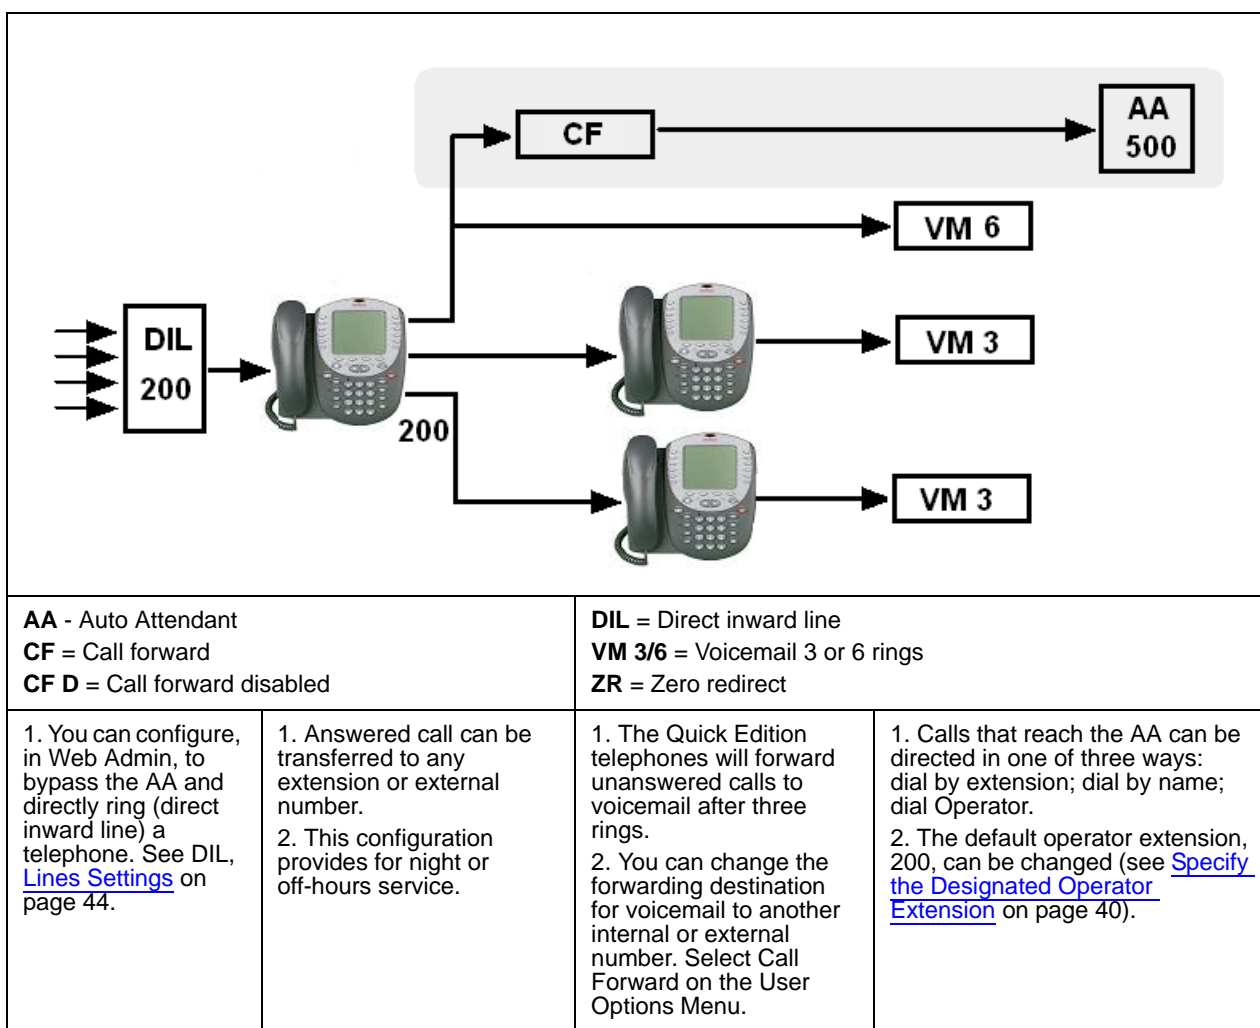 CF
AA
500
VM 6
DIL
200
VM 3
200
VM 3
AA - Auto Attendant
CF = Call forward
CF D = Call forward disabled
DIL = Direct inward line
VM 3/6 = Voicemail 3 or 6 rings
ZR = Zero redirect
1. You can configure,
in Web Admin, to
bypass the AA and
directly ring (direct
inward line) a
telephone. See DIL,
Lines Settings on
page 44.
1. Answered call can be
transferred to any
extension or external
number.
2. This configuration
provides for night or
off-hours service.
1. The Quick Edition
telephones will forward
unanswered calls to
voicemail after three
rings.
2. You can change the
forwarding destination
for voicemail to another
internal or external
number. Select Call
Forward on the User
Options Menu.
1. Calls that reach the AA can be
directed in one of three ways:
dial by extension; dial by name;
dial Operator.
2. The default operator extension,
200, can be changed (see Specify
the Designated Operator
Extension on page 40).